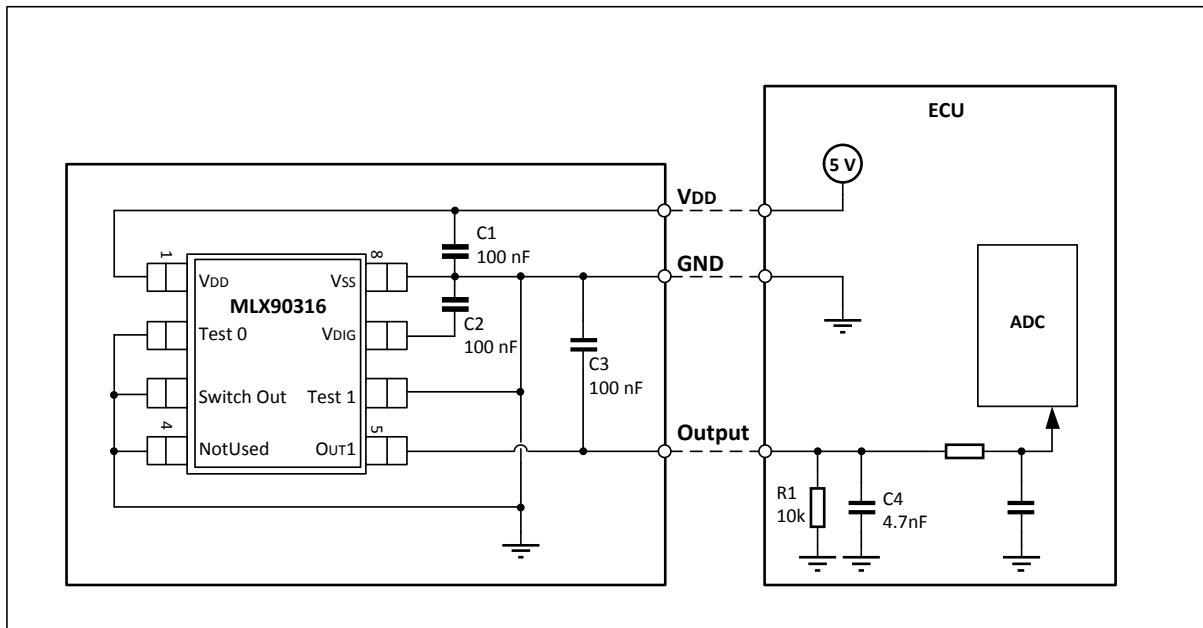 ECU
5 V
VDD
C1
100 nF
1
8
GND
VDD
VSS
MLX90316
C2
100 nF
Test 0
VDIG
ADC
C3
100 nF
Switch Out
Test 1
4
5
NotUsed
OUT1
Output
R1
10k
C4
4.7nF